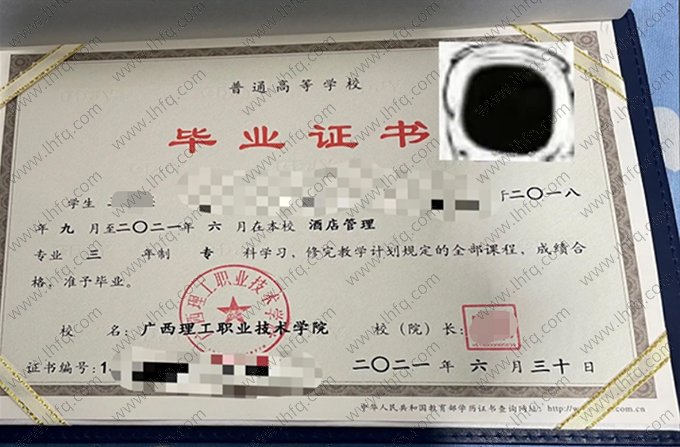 普通高等学校
毕业证书
学生
二〇一八
年九月至二〇二一年六月在本校 酒店管理
专业 三 年制 专 科学习，修完教学计划规定的全部课程，成绩合
格，准予毕业。
广西理工职业技术学院
校 名：广西理工职业技术学院 校（院）长：
证书编号：1 二〇二一年六月三十日
中华人民共和国教育部学历证书查询网址：http://www.
www.lhfq.com